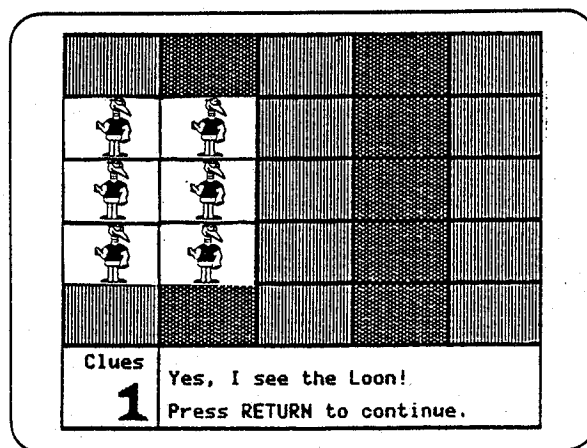 Clues
1
Yes, I see the Loon!
Press RETURN to continue.